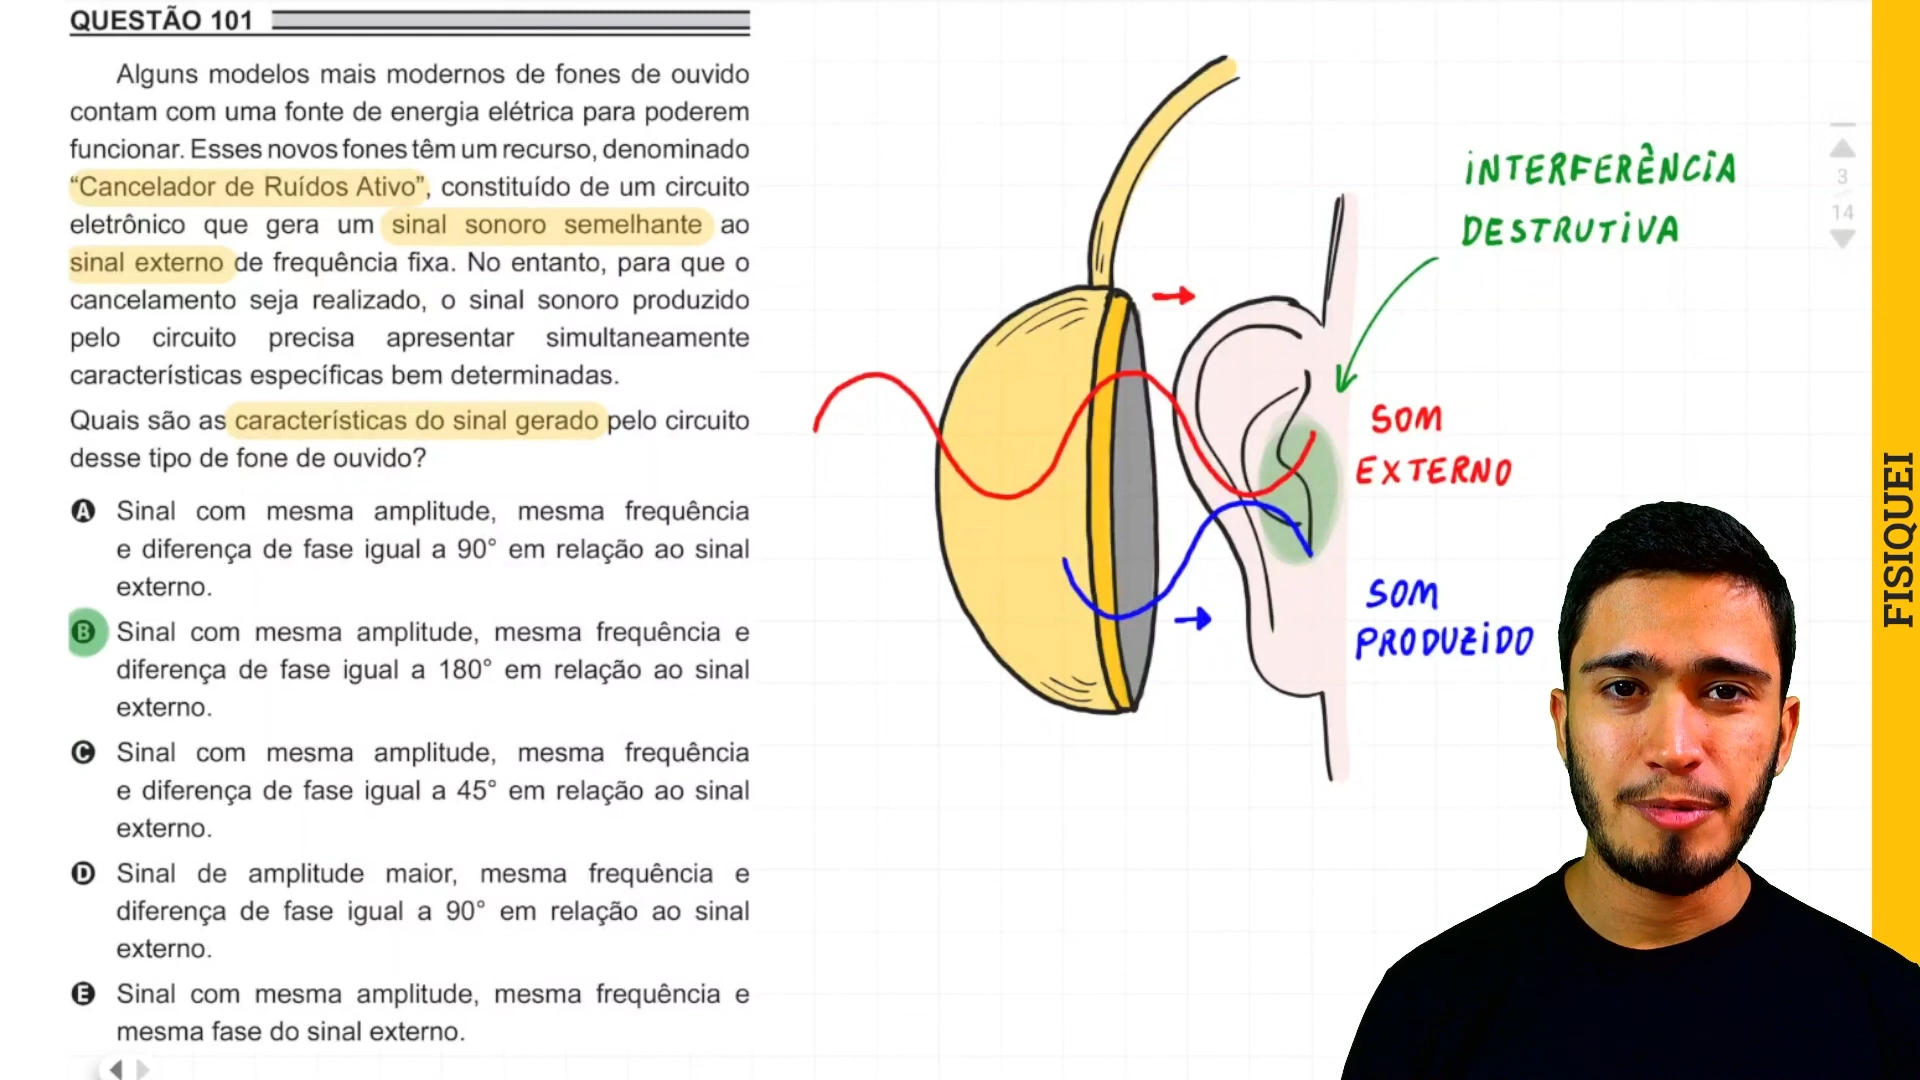 QUESTÃO 101
Alguns modelos mais modernos de fones de ouvido
contam com uma fonte de energia elétrica para poderem
funcionar. Esses novos fones têm um recurso, denominado
“Cancelador de Ruídos Ativo”, constituído de um circuito
eletrônico que gera um sinal sonoro semelhante ao
sinal externo de frequência fixa. No entanto, para que o
cancelamento seja realizado, o sinal sonoro produzido
pelo circuito precisa apresentar simultaneamente
características específicas bem determinadas.
Quais são as características do sinal gerado pelo circuito
desse tipo de fone de ouvido?
A Sinal com mesma amplitude, mesma frequência
e diferença de fase igual a 90° em relação ao sinal
externo.
B Sinal com mesma amplitude, mesma frequência e
diferença de fase igual a 180° em relação ao sinal
externo.
C Sinal com mesma amplitude, mesma frequência
e diferença de fase igual a 45° em relação ao sinal
externo.
D Sinal de amplitude maior, mesma frequência e
diferença de fase igual a 90° em relação ao sinal
externo.
E Sinal com mesma amplitude, mesma frequência e
mesma fase do sinal externo.
INTERFERÊNCIA
DESTRUTIVA
SOM
EXTERNO
SOM
PRODUZIDO
3
14
FISIQUEI